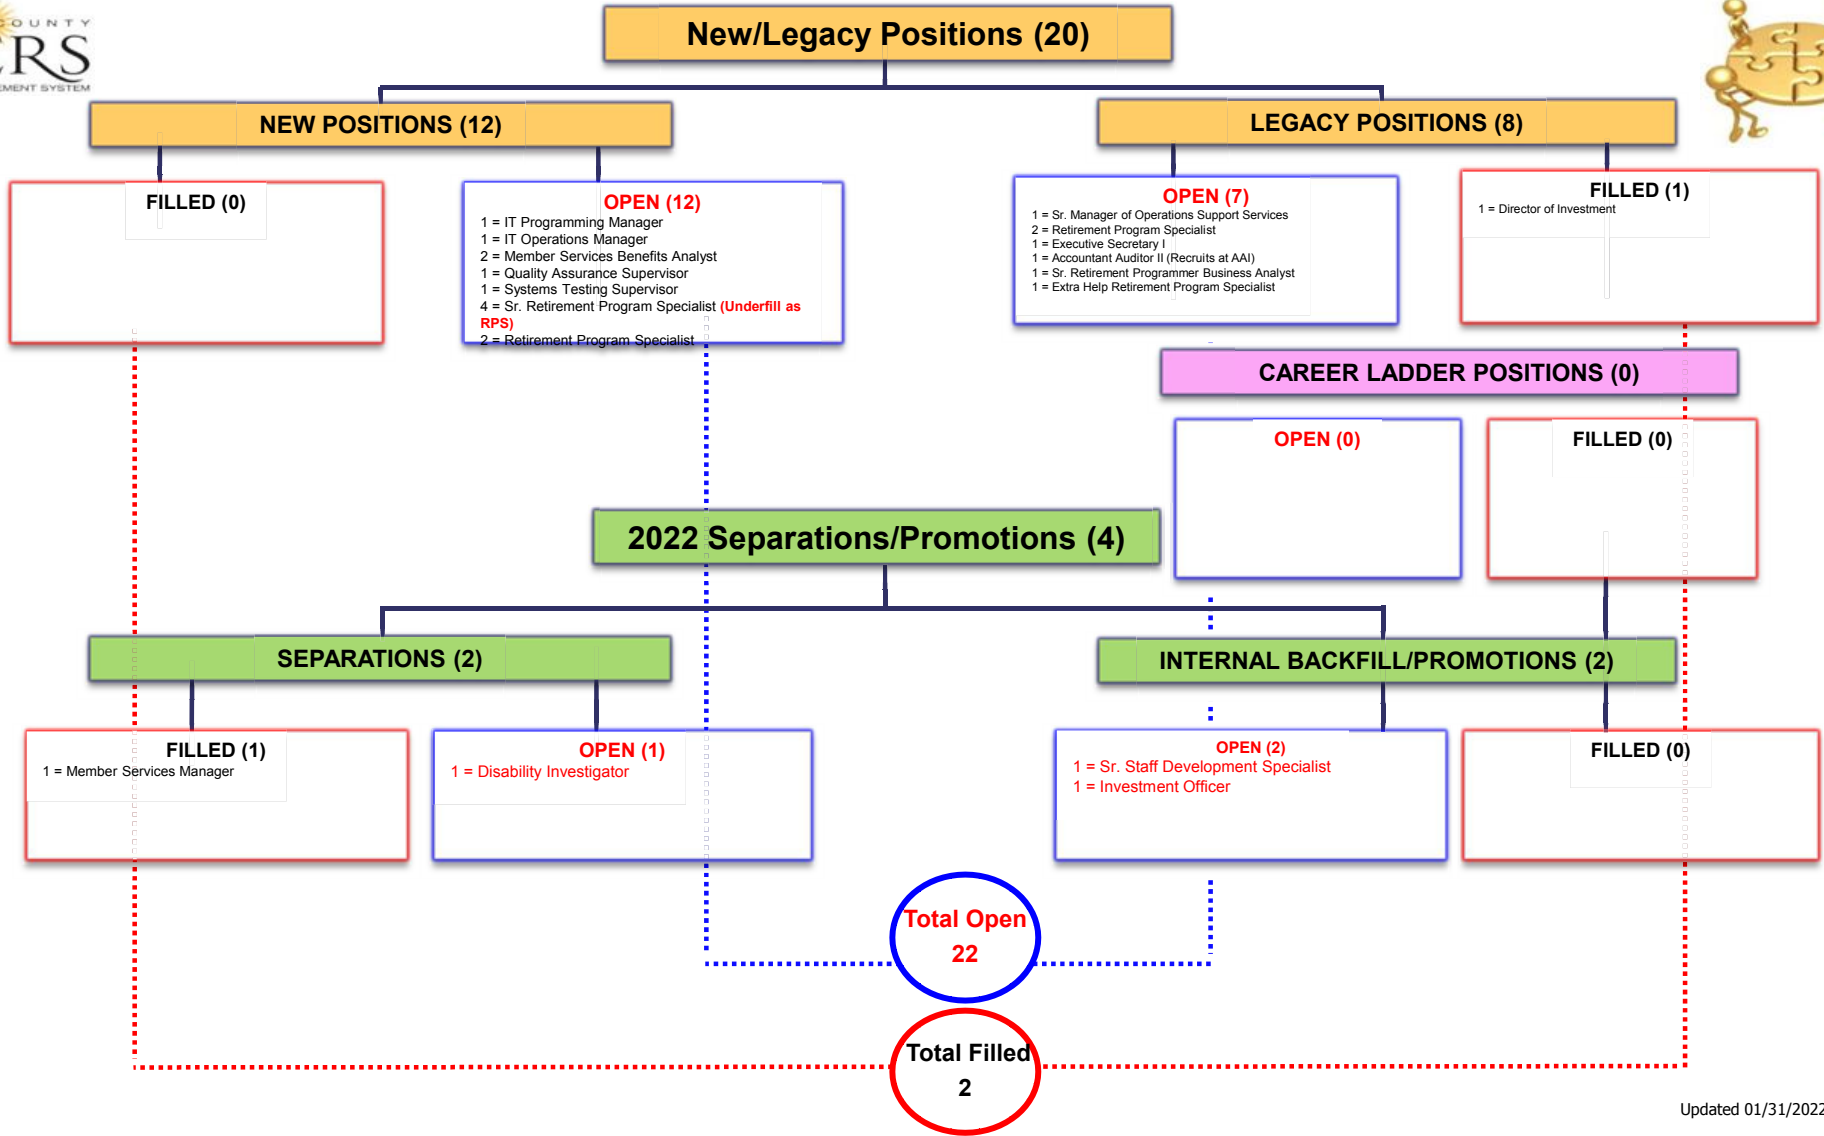 COUNTY
ERS
EMENT SYSTEM
New/Legacy Positions (20)
NEW POSITIONS (12)
LEGACY POSITIONS (8)
FILLED (0)
OPEN (12)
1 = IT Programming Manager
1 = IT Operations Manager
2 = Member Services Benefits Analyst
1 = Quality Assurance Supervisor
1 = Systems Testing Supervisor
4 = Sr. Retirement Program Specialist (Underfill as
RPS)
2 = Retirement Program Specialist
OPEN (7)
1 = Sr. Manager of Operations Support Services
2 = Retirement Program Specialist
1 = Executive Secretary I
1 = Accountant Auditor II (Recruits at AAI)
1 = Sr. Retirement Programmer Business Analyst
1 = Extra Help Retirement Program Specialist
FILLED (1)
1 = Director of Investment
CAREER LADDER POSITIONS (0)
OPEN (0)
FILLED (0)
2022 Separations/Promotions (4)
SEPARATIONS (2)
INTERNAL BACKFILL/PROMOTIONS (2)
FILLED (1)
1 = Member Services Manager
OPEN (1)
1 = Disability Investigator
OPEN (2)
1 = Sr. Staff Development Specialist
1 = Investment Officer
FILLED (0)
Total Open
22
Total Filled
2
Updated 01/31/2022